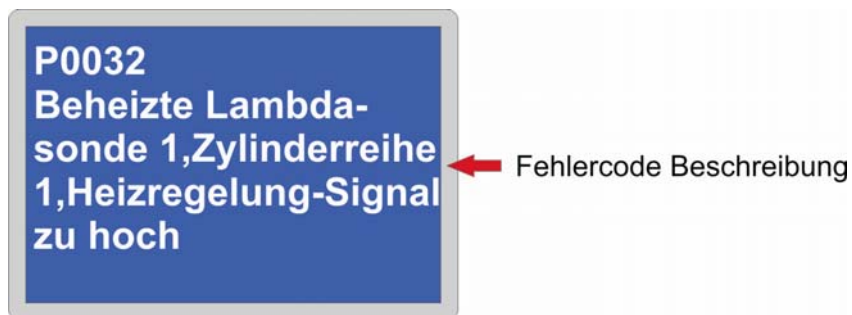 P0032
Beheizte Lambda-
sonde 1,Zylinderreihe
1,Heizregelung-Signal
zu hoch
Fehlercode Beschreibung